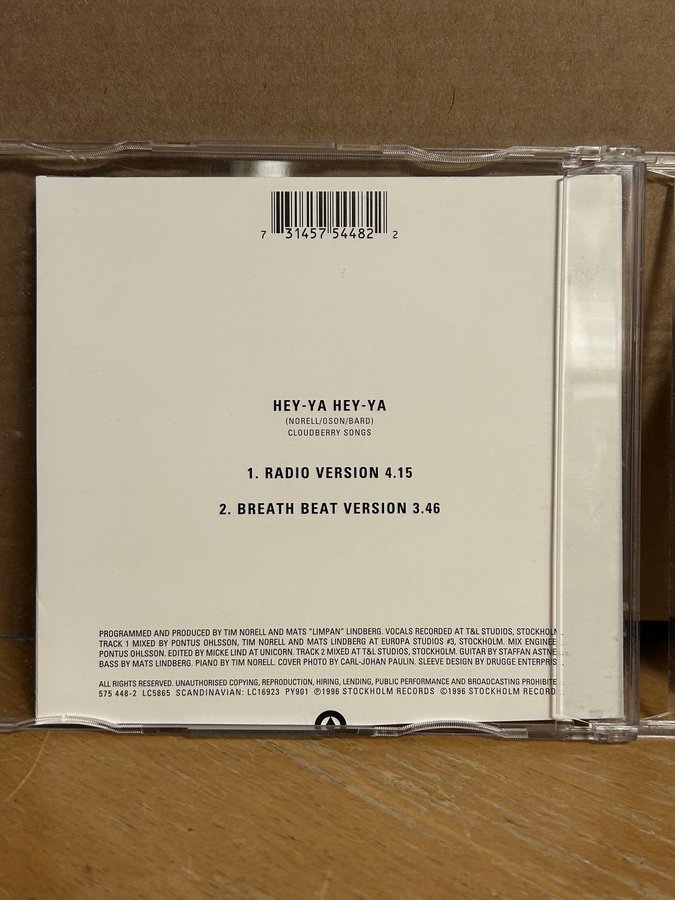 7 31457 54482 2
HEY-YA HEY-YA
(NORELL/OSON/BARD)
CLOUDBERRY SONGS
1. RADIO VERSION 4.15
2. BREATH BEAT VERSION 3.46
PROGRAMMED AND PRODUCED BY TIM NORELL AND MATS "LIMPAN" LINDBERG. VOCALS RECORDED AT T&L STUDIOS, STOCKHOLM.
TRACK 1 MIXED BY PONTUS OHLSSON, TIM NORELL AND MATS LINDBERG AT EUROPA STUDIOS #3, STOCKHOLM. MIX ENGINEE
PONTUS OHLSSON. EDITED BY MICKE LIND AT UNICORN. TRACK 2 MIXED AT T&L STUDIOS, STOCKHOLM. GUITAR BY STAFFAN ASTNE
BASS BY MATS LINDBERG. PIANO BY TIM NORELL. COVER PHOTO BY CARL-JOHAN PAULIN. SLEEVE DESIGN BY DRUGGE ENTERPRIS
ALL RIGHTS RESERVED. UNAUTHORISED COPYING, REPRODUCTION, HIRING, LENDING, PUBLIC PERFORMANCE AND BROADCASTING PROHIBITE
575 448-2 LC5865 SCANDINAVIAN: LC16923 PY901 ℗1996 STOCKHOLM RECORDS ©1996 STOCKHOLM RECORD